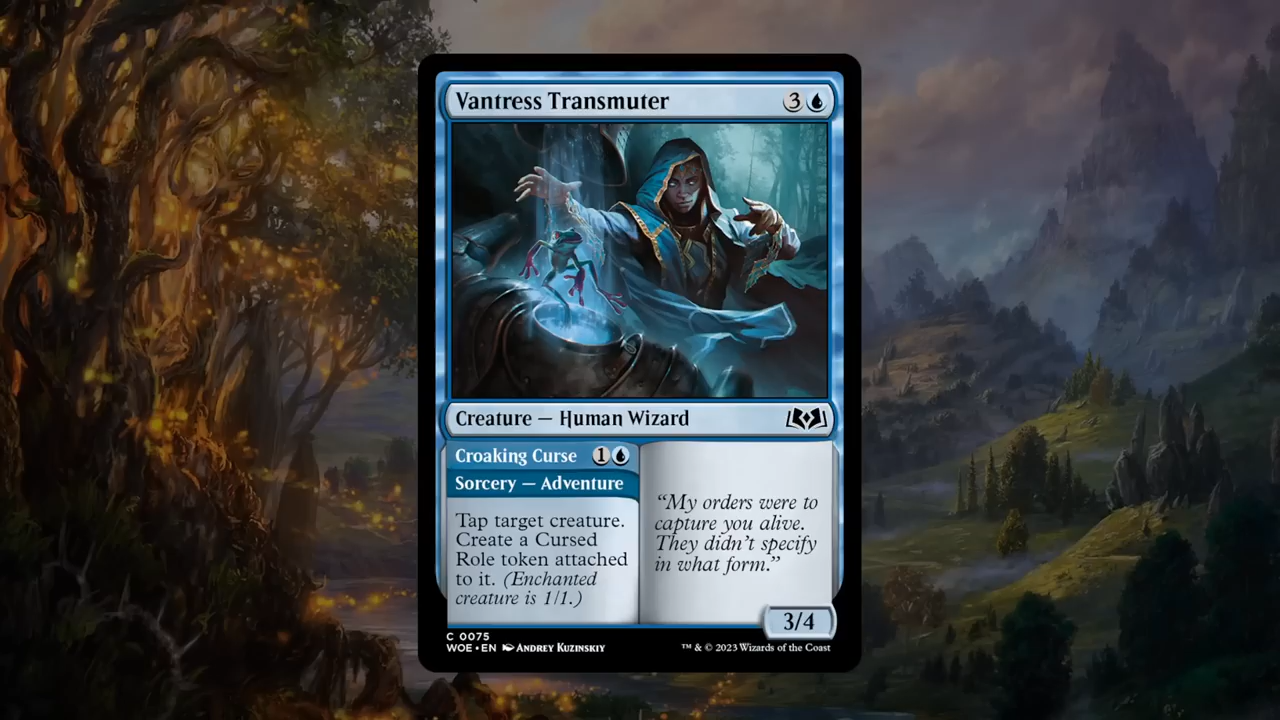 Vantress Transmuter 3
Creature — Human Wizard
Croaking Curse 1
Sorcery — Adventure
Tap target creature.
Create a Cursed
Role token attached
to it. (Enchanted
creature is 1/1.)
“My orders were to
capture you alive.
They didn’t specify
in what form.”
3/4
C 0075
WOE • EN Andrey Kuzinskiy
™ & © 2023 Wizards of the Coast